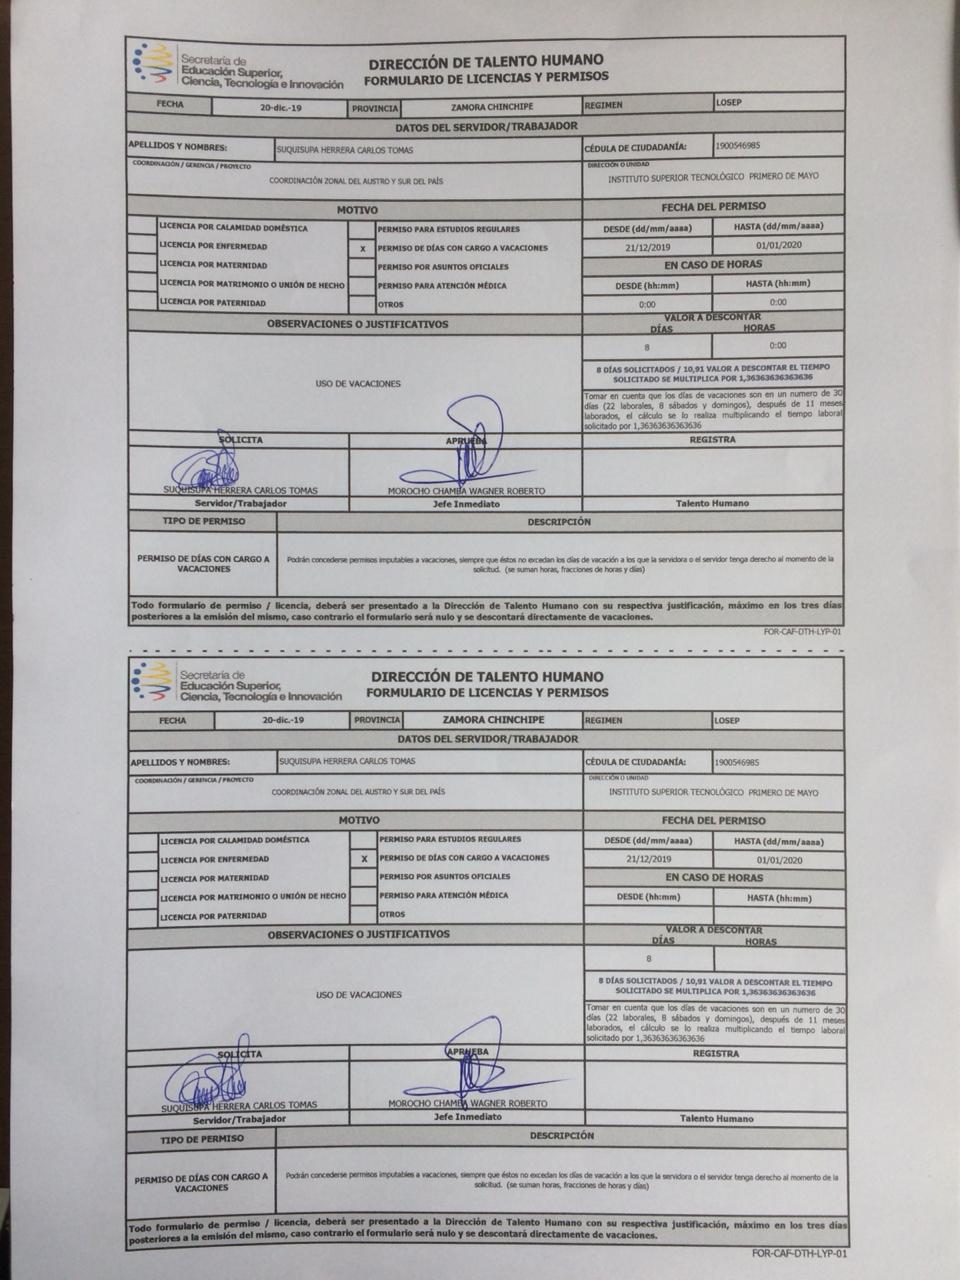 Secretaría de
Educación Superior,
Ciencia, Tecnología e Innovación
DIRECCIÓN DE TALENTO HUMANO
FORMULARIO DE LICENCIAS Y PERMISOS
FECHA 20-dic.-19 PROVINCIA ZAMORA CHINCHIPE REGIMEN LOSEP
DATOS DEL SERVIDOR/TRABAJADOR
APELLIDOS Y NOMBRES: SUQUISUPA HERRERA CARLOS TOMAS CÉDULA DE CIUDADANÍA: 1900546985
COORDINACIÓN / GERENCIA / PROYECTO DIRECCIÓN O UNIDAD
COORDINACIÓN ZONAL DEL AUSTRO Y SUR DEL PAÍS INSTITUTO SUPERIOR TECNOLÓGICO PRIMERO DE MAYO
MOTIVO FECHA DEL PERMISO
LICENCIA POR CALAMIDAD DOMÉSTICA PERMISO PARA ESTUDIOS REGULARES DESDE (dd/mm/aaaa) HASTA (dd/mm/aaaa)
LICENCIA POR ENFERMEDAD X PERMISO DE DÍAS CON CARGO A VACACIONES 21/12/2019 01/01/2020
LICENCIA POR MATERNIDAD PERMISO POR ASUNTOS OFICIALES EN CASO DE HORAS
LICENCIA POR MATRIMONIO O UNIÓN DE HECHO PERMISO PARA ATENCIÓN MÉDICA DESDE (hh:mm) HASTA (hh:mm)
LICENCIA POR PATERNIDAD OTROS 0:00 0:00
OBSERVACIONES O JUSTIFICATIVOS VALOR A DESCONTAR
DÍAS HORAS
8 0:00
USO DE VACACIONES
8 DÍAS SOLICITADOS / 10,91 VALOR A DESCONTAR EL TIEMPO
SOLICITADO SE MULTIPLICA POR 1,36363636363636
Tomar en cuenta que los días de vacaciones son en un numero de 30
días (22 laborales, 8 sábados y domingos), después de 11 meses
laborados, el cálculo se lo realiza multiplicando el tiempo laboral
solicitado por 1,36363636363636
SOLICITA APRUEBA REGISTRA
SUQUISUPA HERRERA CARLOS TOMAS MOROCHO CHAMBA WAGNER ROBERTO
Servidor/Trabajador Jefe Inmediato Talento Humano
TIPO DE PERMISO DESCRIPCIÓN
PERMISO DE DÍAS CON CARGO A
VACACIONES
Podrán concederse permisos imputables a vacaciones, siempre que éstos no excedan los días de vacación a los que la servidora o el servidor tenga derecho al momento de la
solicitud. (se suman horas, fracciones de horas y días)
Todo formulario de permiso / licencia, deberá ser presentado a la Dirección de Talento Humano con su respectiva justificación, máximo en los tres días
posteriores a la emisión del mismo, caso contrario el formulario será nulo y se descontará directamente de vacaciones.
FOR-CAF-DTH-LYP-01
Secretaría de
Educación Superior,
Ciencia, Tecnología e Innovación
DIRECCIÓN DE TALENTO HUMANO
FORMULARIO DE LICENCIAS Y PERMISOS
FECHA 20-dic.-19 PROVINCIA ZAMORA CHINCHIPE REGIMEN LOSEP
DATOS DEL SERVIDOR/TRABAJADOR
APELLIDOS Y NOMBRES: SUQUISUPA HERRERA CARLOS TOMAS CÉDULA DE CIUDADANÍA: 1900546985
COORDINACIÓN / GERENCIA / PROYECTO DIRECCIÓN O UNIDAD
COORDINACIÓN ZONAL DEL AUSTRO Y SUR DEL PAÍS INSTITUTO SUPERIOR TECNOLÓGICO PRIMERO DE MAYO
MOTIVO FECHA DEL PERMISO
LICENCIA POR CALAMIDAD DOMÉSTICA PERMISO PARA ESTUDIOS REGULARES DESDE (dd/mm/aaaa) HASTA (dd/mm/aaaa)
LICENCIA POR ENFERMEDAD X PERMISO DE DÍAS CON CARGO A VACACIONES 21/12/2019 01/01/2020
LICENCIA POR MATERNIDAD PERMISO POR ASUNTOS OFICIALES EN CASO DE HORAS
LICENCIA POR MATRIMONIO O UNIÓN DE HECHO PERMISO PARA ATENCIÓN MÉDICA DESDE (hh:mm) HASTA (hh:mm)
LICENCIA POR PATERNIDAD OTROS
OBSERVACIONES O JUSTIFICATIVOS VALOR A DESCONTAR
DÍAS HORAS
8
USO DE VACACIONES
8 DÍAS SOLICITADOS / 10,91 VALOR A DESCONTAR EL TIEMPO
SOLICITADO SE MULTIPLICA POR 1,36363636363636
Tomar en cuenta que los días de vacaciones son en un numero de 30
días (22 laborales, 8 sábados y domingos), después de 11 meses
laborados, el cálculo se lo realiza multiplicando el tiempo laboral
solicitado por 1,36363636363636
SOLICITA APRUEBA REGISTRA
SUQUISUPA HERRERA CARLOS TOMAS MOROCHO CHAMBA WAGNER ROBERTO
Servidor/Trabajador Jefe Inmediato Talento Humano
TIPO DE PERMISO DESCRIPCIÓN
PERMISO DE DÍAS CON CARGO A
VACACIONES
Podrán concederse permisos imputables a vacaciones, siempre que éstos no excedan los días de vacación a los que la servidora o el servidor tenga derecho al momento de la
solicitud. (se suman horas, fracciones de horas y días)
Todo formulario de permiso / licencia, deberá ser presentado a la Dirección de Talento Humano con su respectiva justificación, máximo en los tres días
posteriores a la emisión del mismo, caso contrario el formulario será nulo y se descontará directamente de vacaciones.
FOR-CAF-DTH-LYP-01